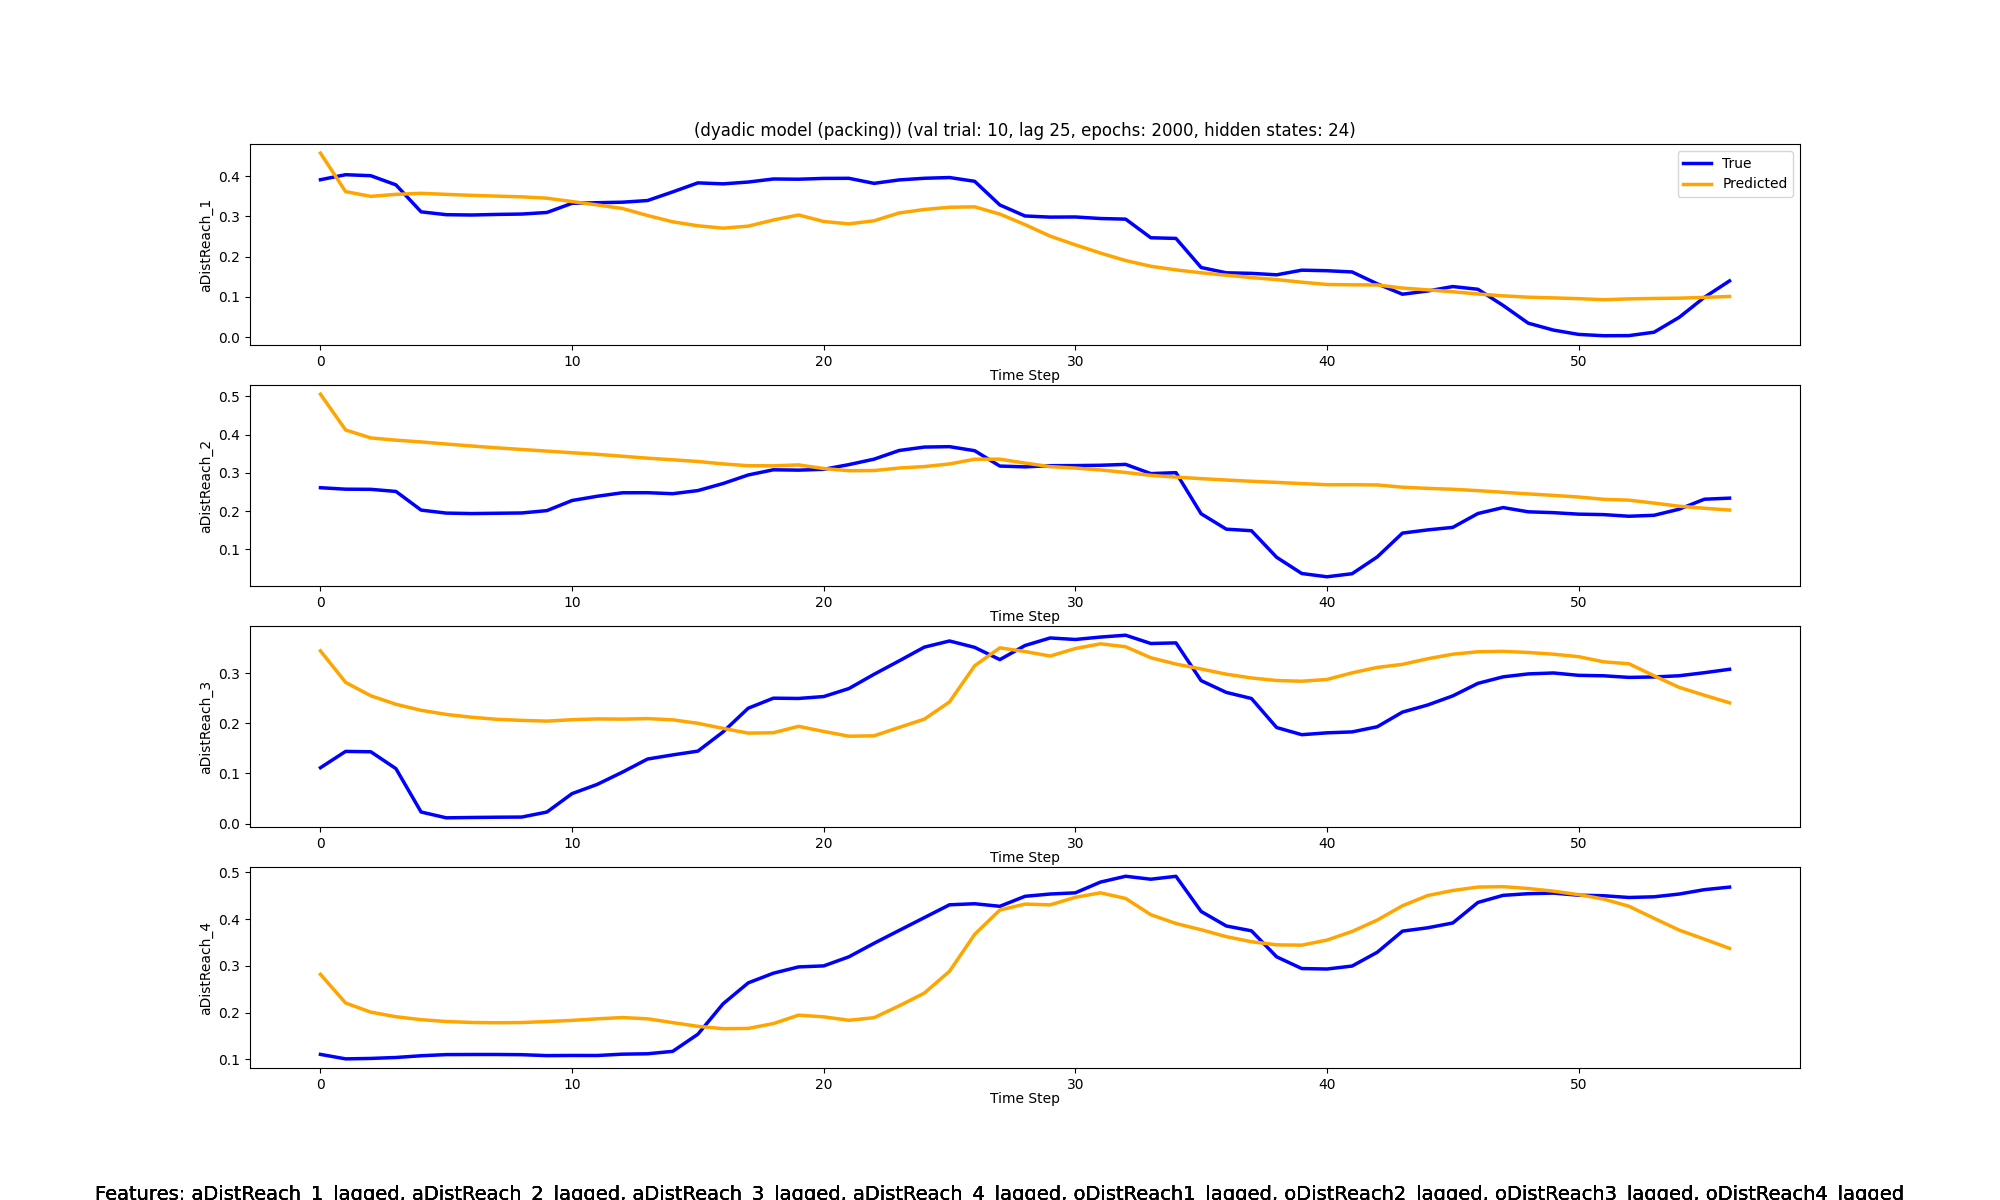 (dyadic model (packing)) (val trial: 10, lag 25, epochs: 2000, hidden states: 24)
True
Predicted
aDistReach_1
0.4
0.3
0.2
0.1
0.0
0 10 20 30 40 50
Time Step
aDistReach_2
0.5
0.4
0.3
0.2
0.1
0 10 20 30 40 50
Time Step
aDistReach_3
0.3
0.2
0.1
0.0
0 10 20 30 40 50
Time Step
aDistReach_4
0.5
0.4
0.3
0.2
0.1
0 10 20 30 40 50
Time Step
Features: aDistReach_1_lagged, aDistReach_2_lagged, aDistReach_3_lagged, aDistReach_4_lagged, oDistReach1_lagged, oDistReach2_lagged, oDistReach3_lagged, oDistReach4_lagged